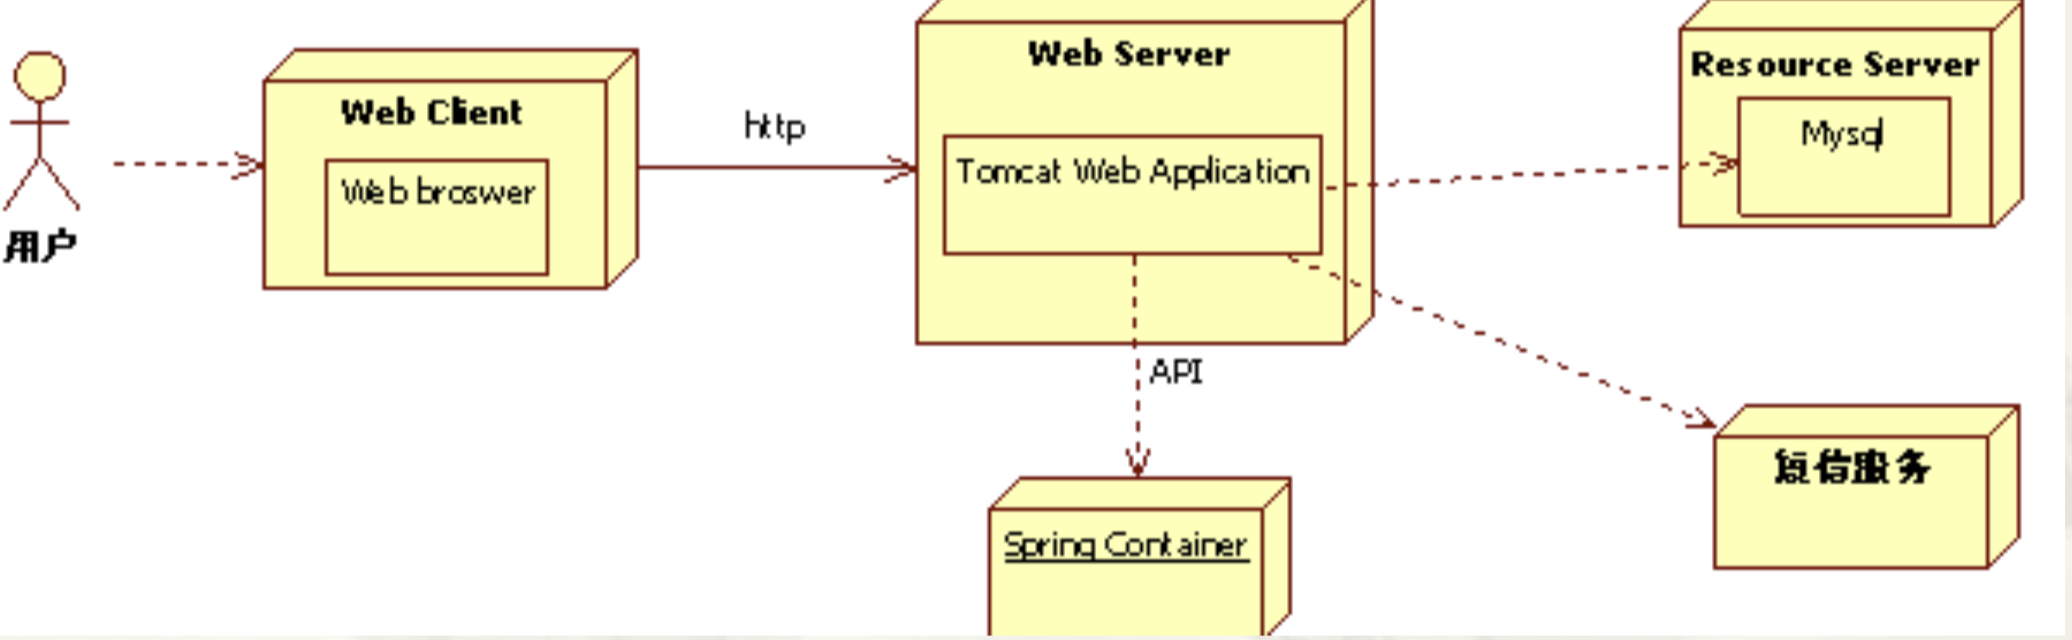 用户
Web Client
Web broswer
http
Web Server
Tomcat Web Application
API
Spring Container
Resource Server
Mysql
短信服务